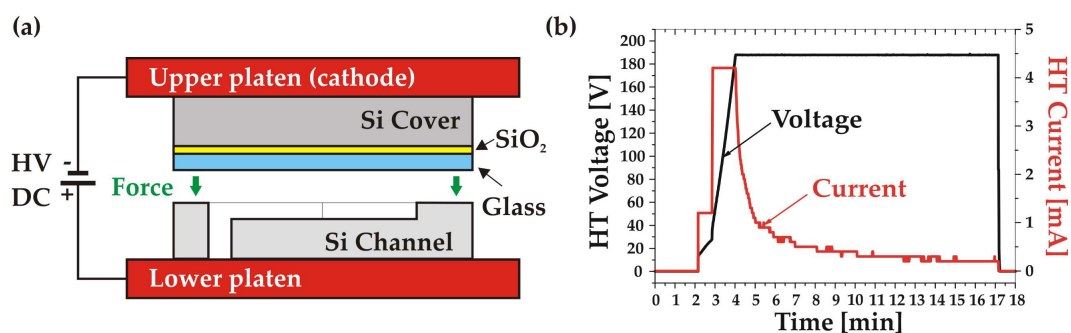 (a)
Upper platen (cathode)
Si Cover
SiO₂
HV -
DC +
Force
Glass
Si Channel
Lower platen
(b)
HT Voltage [V]
200
180
160
140
120
100
80
60
40
20
0
Voltage
Current
5
4
3
2
1
0
HT Current [mA]
0 1 2 3 4 5 6 7 8 9 10 11 12 13 14 15 16 17 18
Time [min]